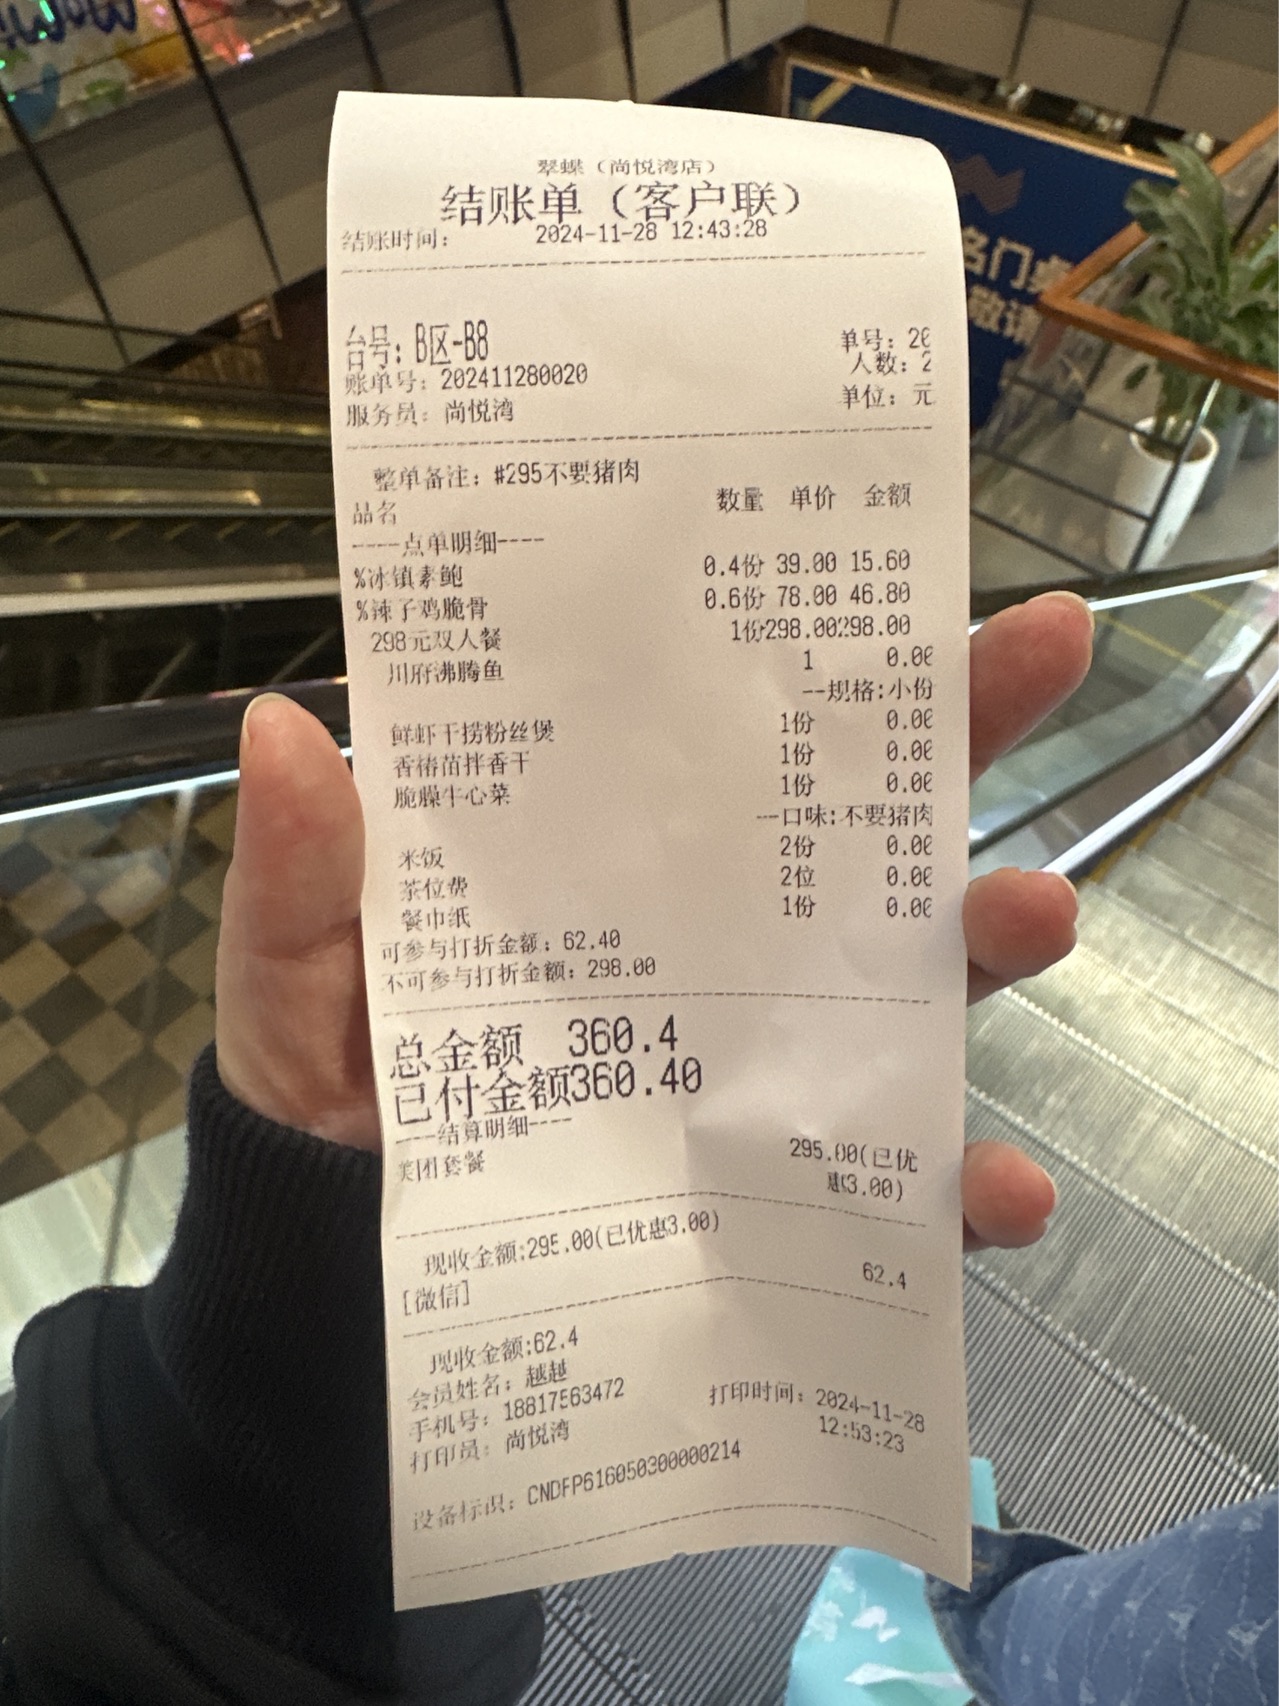 翠蝶（尚悦湾店）
结账单（客户联）
结账时间： 2024-11-28 12:43:28
台号：B区-B8 单号：20
账单号：202411280020 人数：2
服务员：尚悦湾 单位：元
整单备注：#295不要猪肉
品名 数量 单价 金额
----点单明细----
%冰镇素鲍 0.4份 39.00 15.60
%辣子鸡脆骨 0.6份 78.00 46.80
298元双人餐 1份298.00298.00
川府沸腾鱼 1 0.00
--规格:小份
鲜虾干捞粉丝煲 1份 0.00
香椿苗拌香干 1份 0.00
脆臊牛心菜 1份 0.00
---口味:不要猪肉
米饭 2份 0.00
茶位费 2位 0.00
餐巾纸 1份 0.00
可参与打折金额：62.40
不可参与打折金额：298.00
总金额 360.4
已付金额360.40
----结算明细----
美团套餐 295.00(已优
惠3.00)
现收金额:295.00(已优惠3.00)
[微信] 62.4
现收金额:62.4
会员姓名：越越
手机号：18817563472
打印员：尚悦湾 打印时间：2024-11-28
12:53:23
设备标识：CNDFP616050300000214
名门
敬请